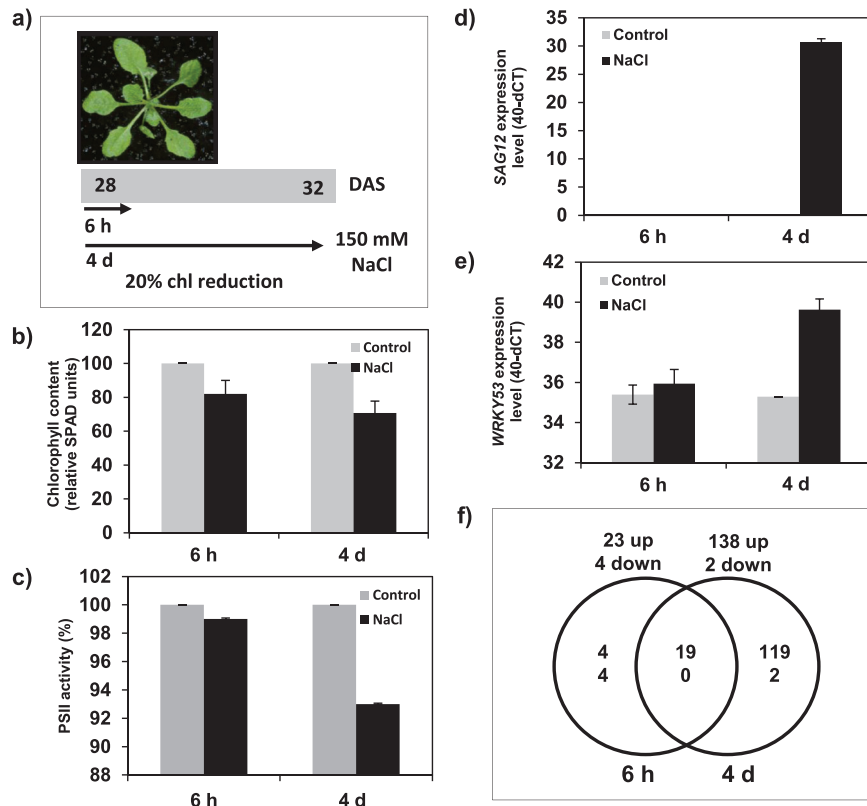 a)
28
32
DAS
6 h
4 d
150 mM
NaCl
20% chl reduction
b)
Chlorophyll content
(relative SPAD units)
120
100
80
60
40
20
0
Control
NaCl
6 h
4 d
c)
PSII activity (%)
102
100
98
96
94
92
90
88
Control
NaCl
6 h
4 d
d)
SAG12 expression
level (40-dCT)
35
30
25
20
15
10
5
0
Control
NaCl
6 h
4 d
e)
WRKY53 expression
level (40-dCT)
42
40
38
36
34
32
Control
NaCl
6 h
4 d
f)
23 up
4 down
138 up
2 down
4
4
19
0
119
2
6 h
4 d